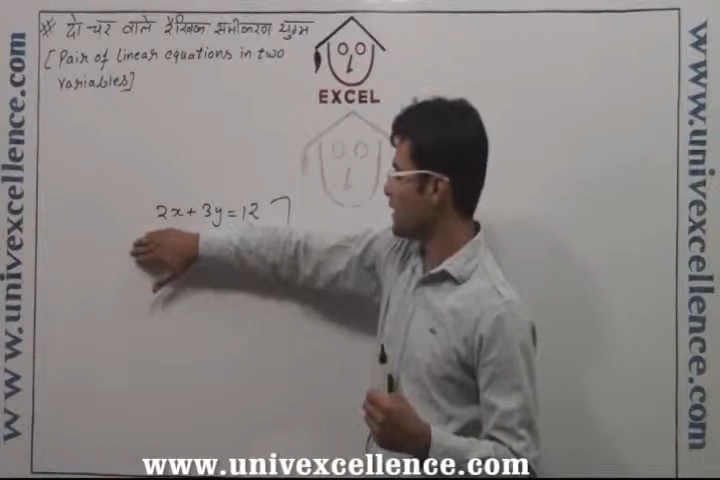 ※ दो चर वाले रैखिक समीकरण युग्म
[Pair of linear equations in two
variables]
EXCEL
2x + 3y = 12
www.univexcellence.com
www.univexcellence.com
www.univexcellence.com